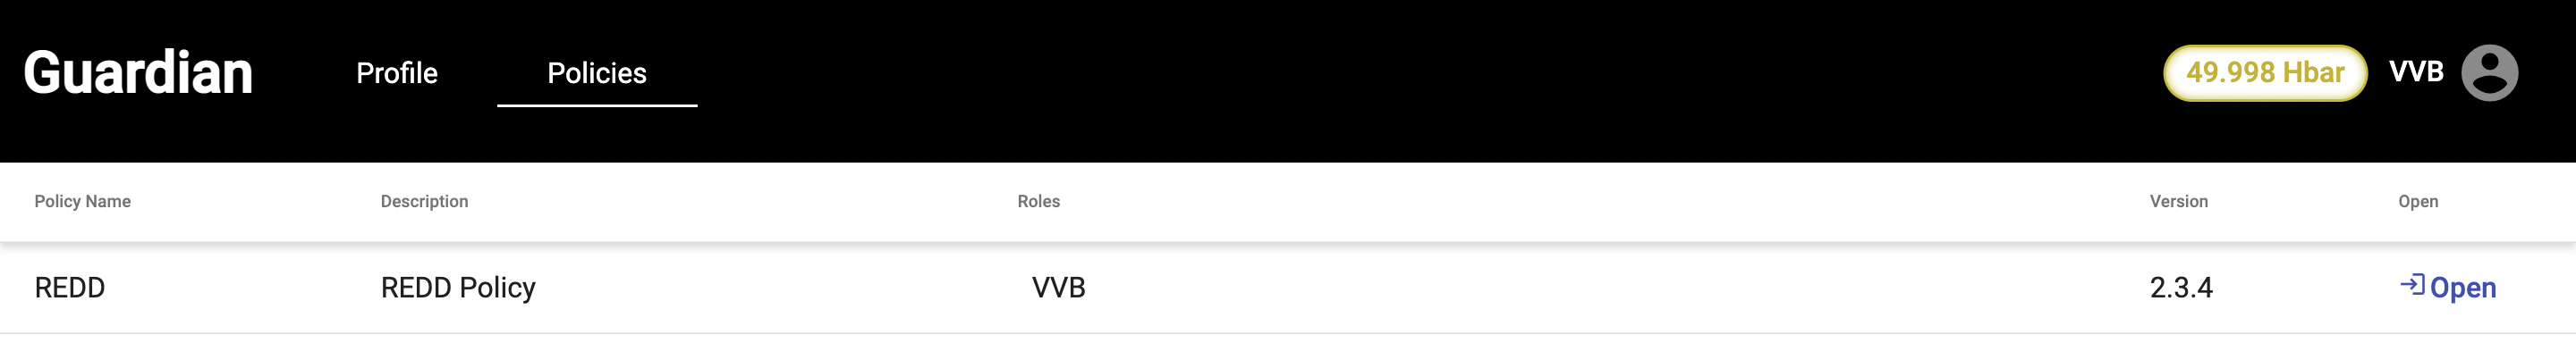 Guardian Profile Policies 49.998 Hbar VVB
Policy Name Description Roles Version Open
REDD REDD Policy VVB 2.3.4 Open